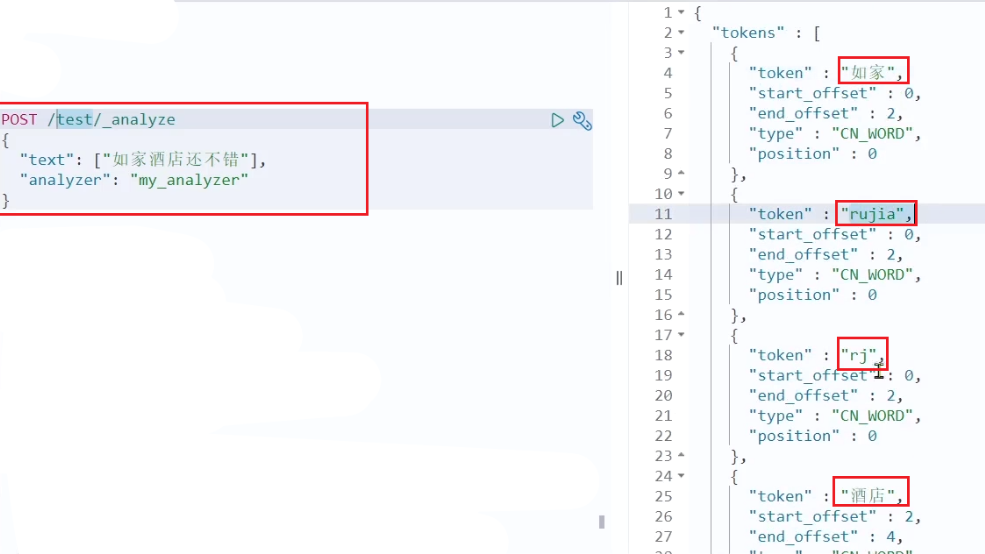 POST /test/_analyze
{
"text": ["如家酒店还不错"],
"analyzer": "my_analyzer"
}
1 {
2 "tokens" : [
3 {
4 "token" : "如家",
5 "start_offset" : 0,
6 "end_offset" : 2,
7 "type" : "CN_WORD",
8 "position" : 0
9 },
10 {
11 "token" : "rujia",
12 "start_offset" : 0,
13 "end_offset" : 2,
14 "type" : "CN_WORD",
15 "position" : 0
16 },
17 {
18 "token" : "rj",
19 "start_offset" : 0,
20 "end_offset" : 2,
21 "type" : "CN_WORD",
22 "position" : 0
23 },
24 {
25 "token" : "酒店",
26 "start_offset" : 2,
27 "end_offset" : 4,